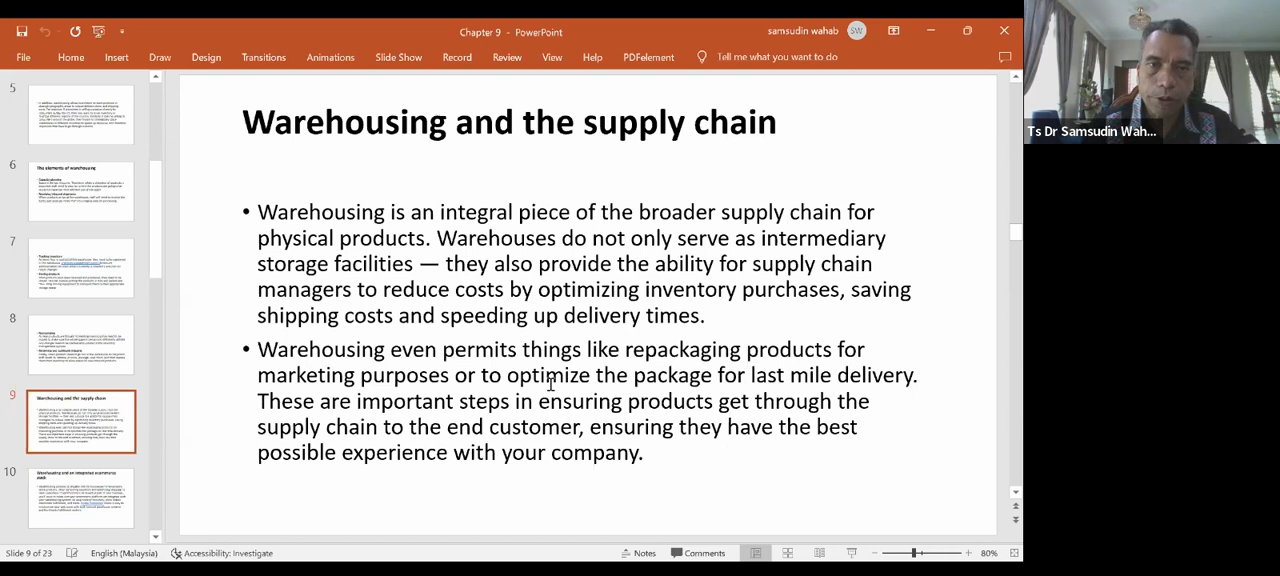 Chapter 9 - PowerPoint
samsudin wahab
SW
File Home Insert Draw Design Transitions Animations Slide Show Record Review View Help PDFelement Tell me what you want to do
Ts Dr Samsudin Wah...
5
6
The elements of warehousing
7
8
9
Warehousing and the supply chain
10
Warehousing and an integrated ecommerce
stack
Warehousing and the supply chain
• Warehousing is an integral piece of the broader supply chain for
physical products. Warehouses do not only serve as intermediary
storage facilities — they also provide the ability for supply chain
managers to reduce costs by optimizing inventory purchases, saving
shipping costs and speeding up delivery times.
• Warehousing even permits things like repackaging products for
marketing purposes or to optimize the package for last mile delivery.
These are important steps in ensuring products get through the
supply chain to the end customer, ensuring they have the best
possible experience with your company.
Slide 9 of 23 English (Malaysia) Accessibility: Investigate Notes Comments 80%